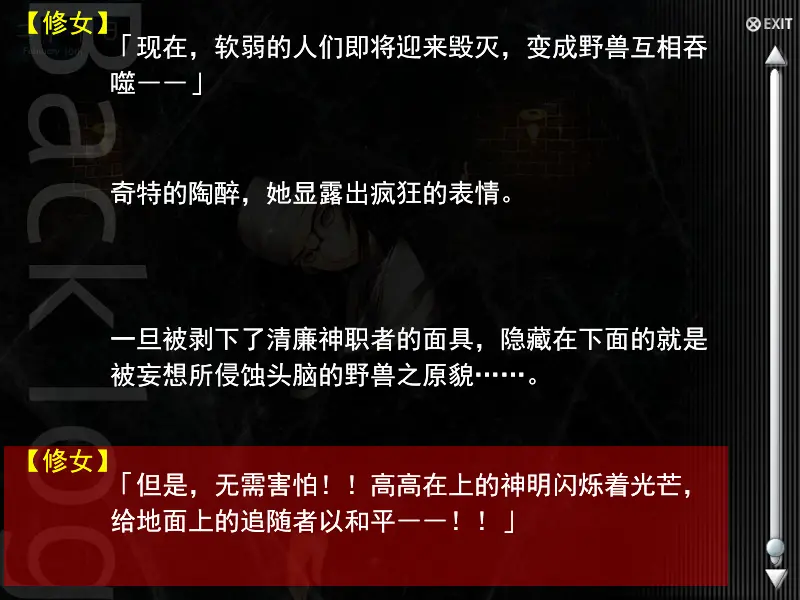 【修女】
「现在，软弱的人们即将迎来毁灭，变成野兽互相吞
噬——」
奇特的陶醉，她显露出疯狂的表情。
一旦被剥下了清廉神职者的面具，隐藏在下面的就是
被妄想所侵蚀头脑的野兽之原貌……。
【修女】
「但是，无需害怕！！高高在上的神明闪烁着光芒，
给地面上的追随者以和平——！！」
EXIT
Back log